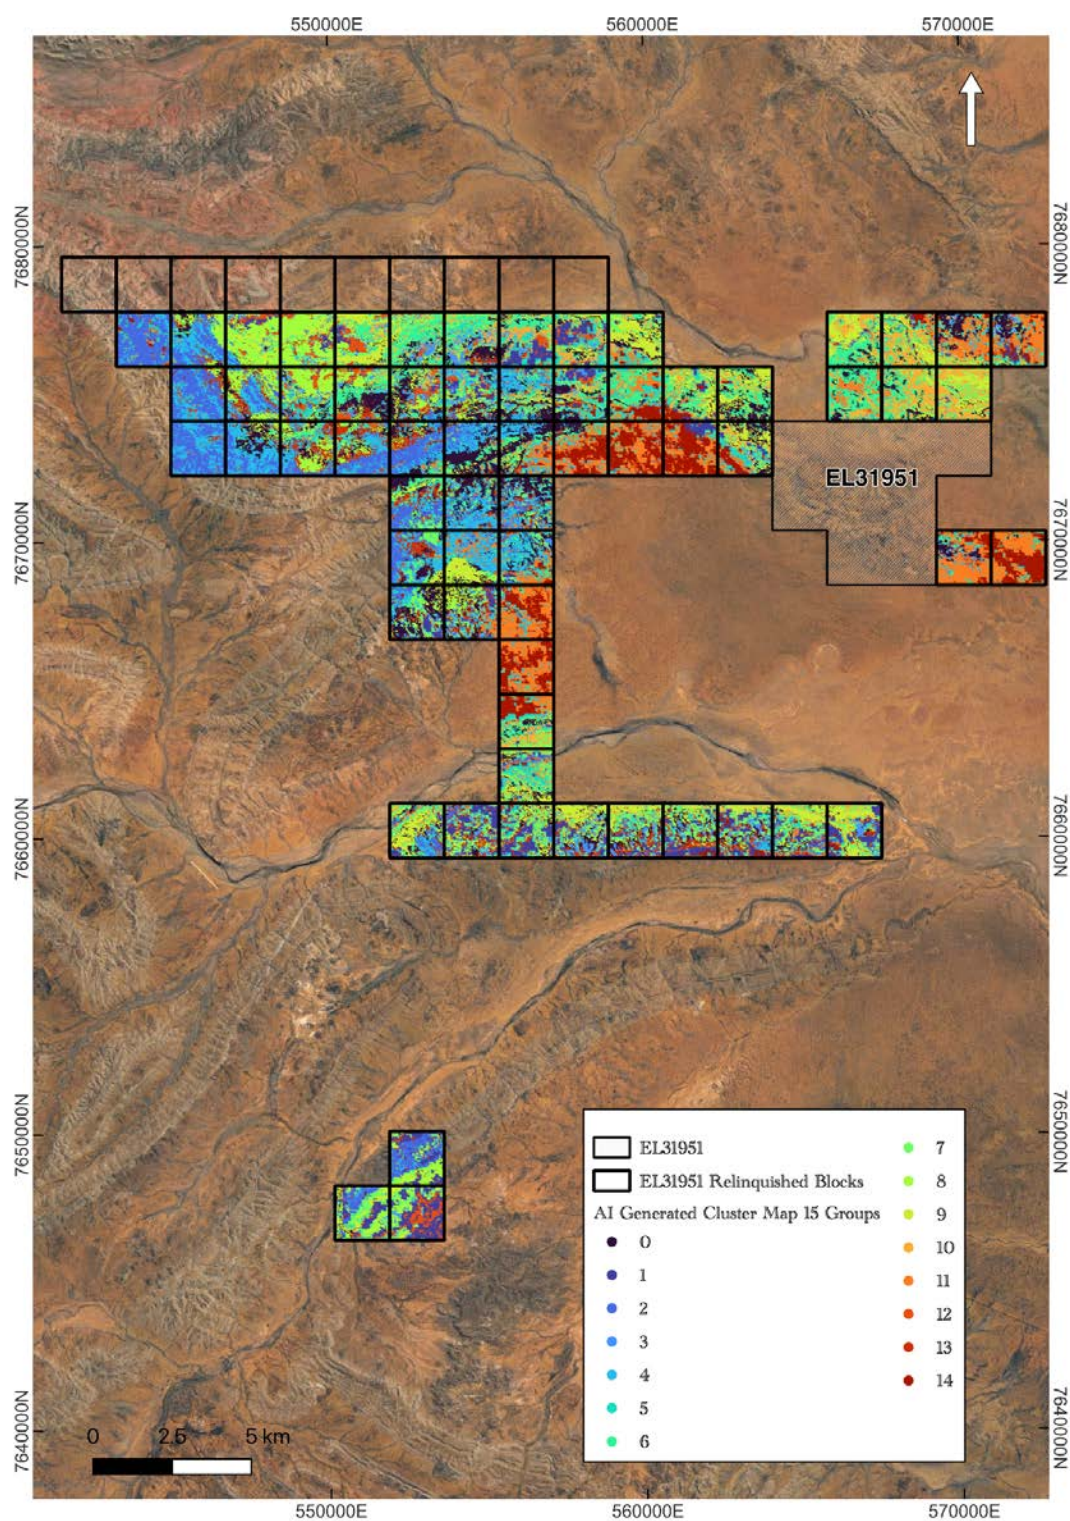 550000E 560000E 570000E
7680000N 7680000N
EL31951
7670000N 7670000N
7660000N 7660000N
7650000N 7650000N
EL31951
EL31951 Relinquished Blocks
AI Generated Cluster Map 15 Groups
0
1
2
3
4
5
6
7
8
9
10
11
12
13
14
7640000N 7640000N
0 2.5 5 km
550000E 560000E 570000E